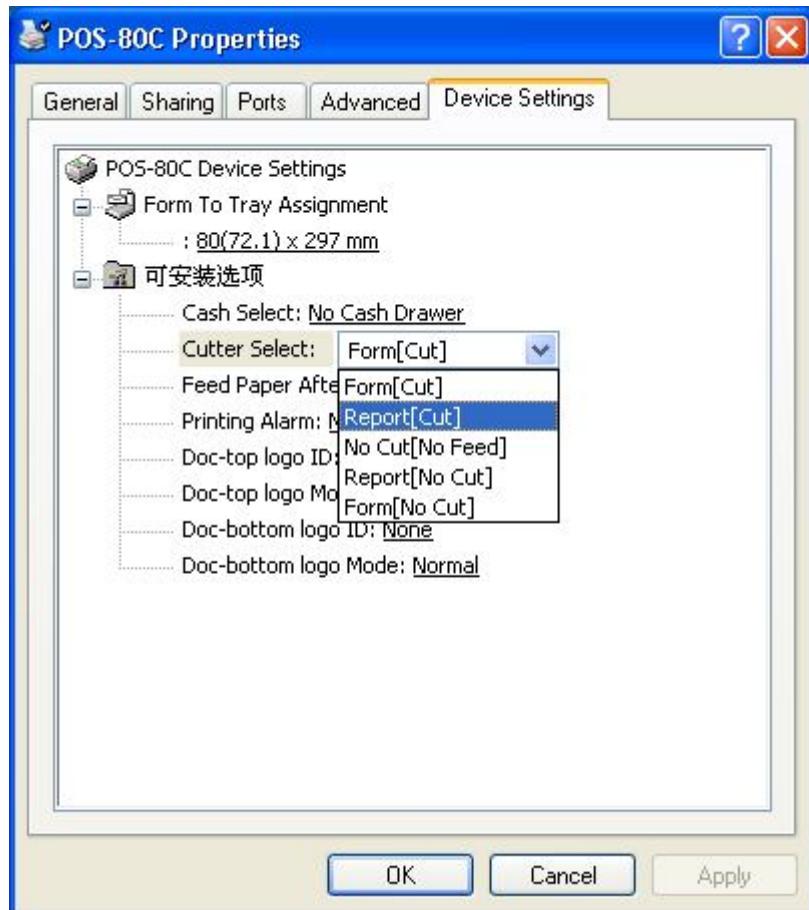 POS-80C Properties
General Sharing Ports Advanced Device Settings
POS-80C Device Settings
Form To Tray Assignment
: 80(72.1) x 297 mm
可安装选项
Cash Select: No Cash Drawer
Cutter Select: Form[Cut]
Feed Paper Afte Form[Cut]
Printing Alarm: Report[Cut]
No Cut[No Feed]
Doc-top logo ID: Report[No Cut]
Doc-top logo Mo Form[No Cut]
Doc-bottom logo ID: None
Doc-bottom logo Mode: Normal
OK Cancel Apply